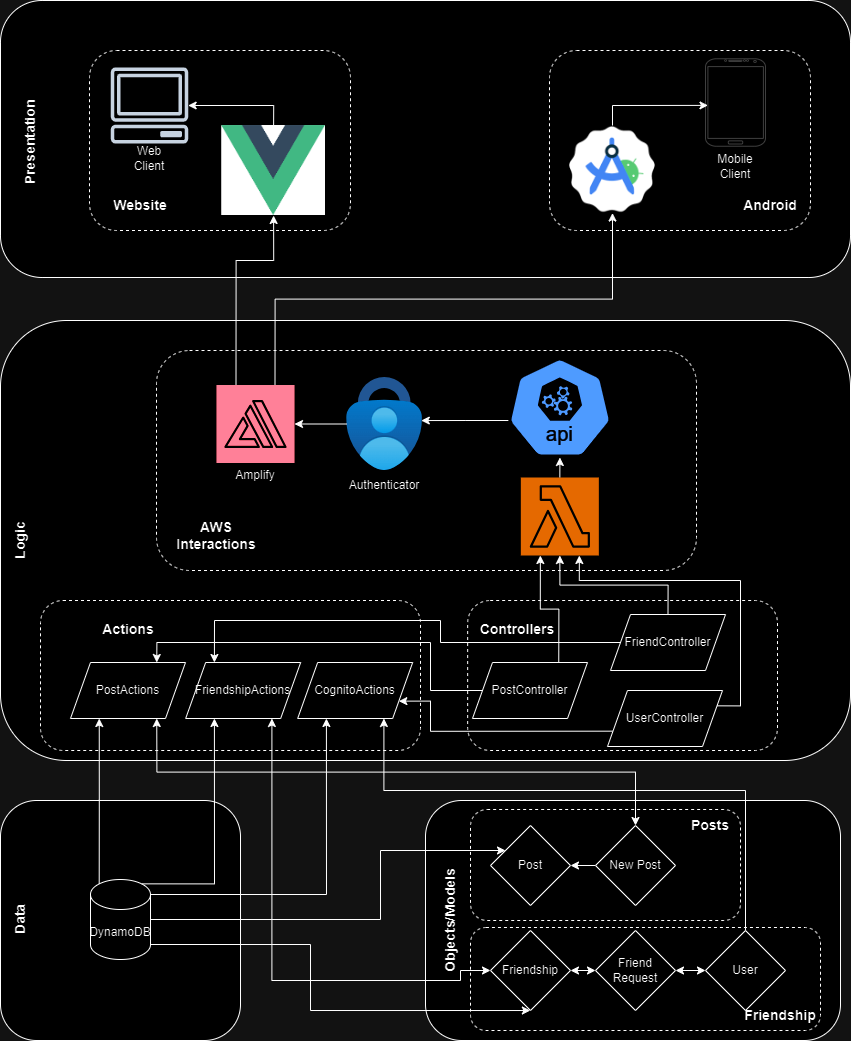 Presentation
Web
Client
Website
Mobile
Client
Android
Logic
Amplify
Authenticator
api
AWS
Interactions
Actions
PostActions
FriendshipActions
CognitoActions
Controllers
FriendController
PostController
UserController
Data
DynamoDB
Objects/Models
Posts
Post
New Post
Friendship
Friend
Request
User
Friendship